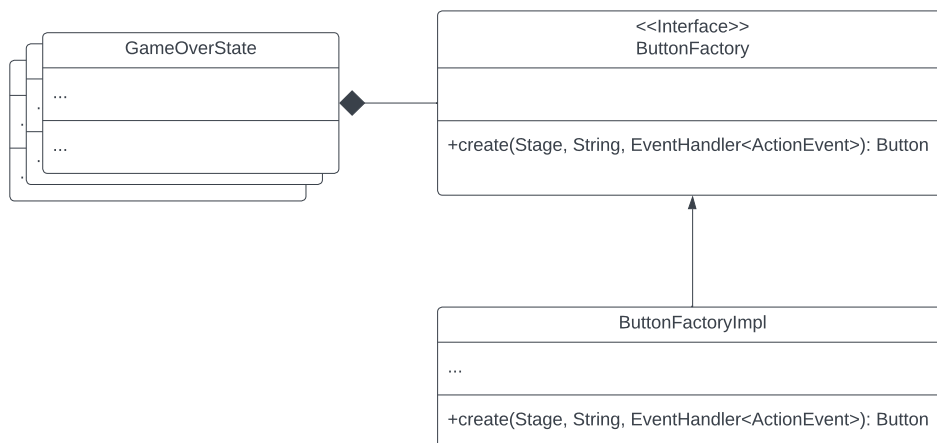 GameOverState
...
...
.
.
.
.
<<Interface>>
ButtonFactory
+create(Stage, String, EventHandler<ActionEvent>): Button
ButtonFactoryImpl
...
+create(Stage, String, EventHandler<ActionEvent>): Button